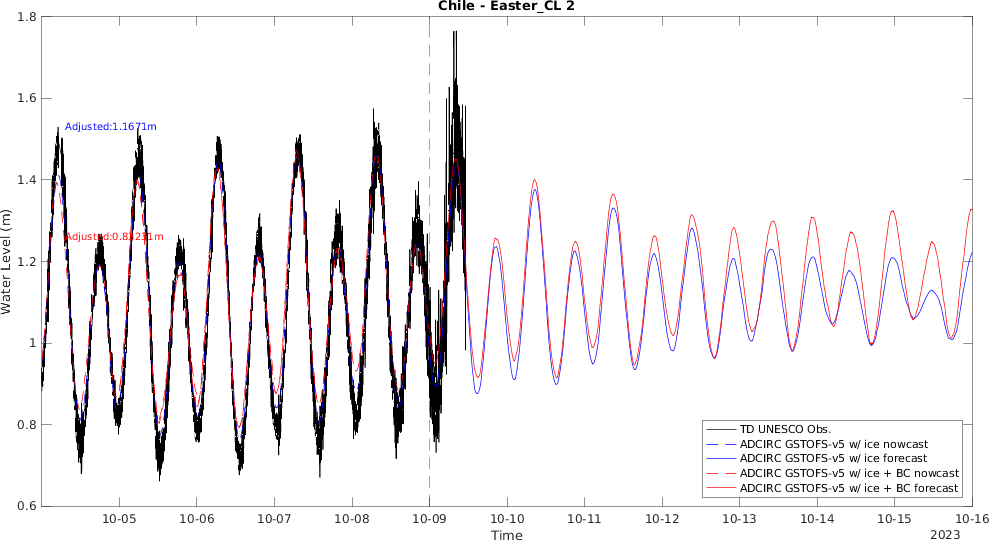 Chile - Easter_CL 2
Water Level (m)
1.8
1.6
1.4
1.2
1
0.8
0.6
Adjusted:1.1671m
TD UNESCO Obs.
ADCIRC GSTOFS-v5 w/ ice nowcast
ADCIRC GSTOFS-v5 w/ ice forecast
ADCIRC GSTOFS-v5 w/ ice + BC nowcast
ADCIRC GSTOFS-v5 w/ ice + BC forecast
10-05
10-06
10-07
10-08
10-09
10-10
10-11
10-12
10-13
10-14
10-15
10-16
Time
2023